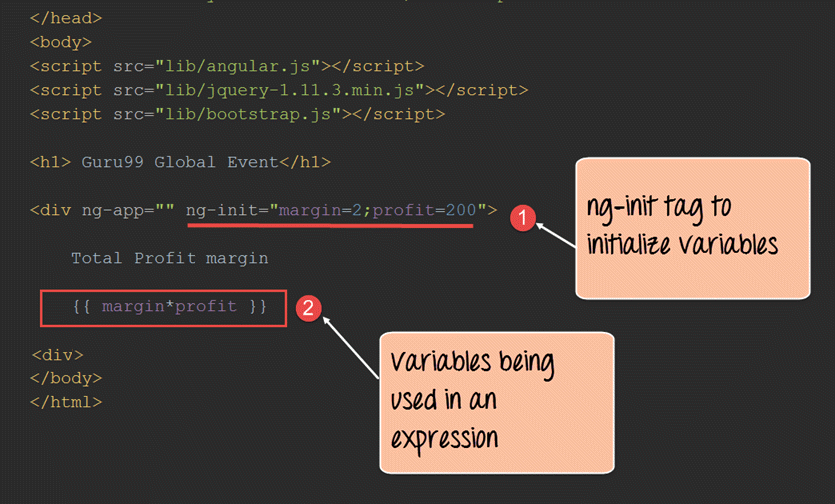 </head>
<body>
<script src="lib/angular.js"></script>
<script src="lib/jquery-1.11.3.min.js"></script>
<script src="lib/bootstrap.js"></script>
<h1> Guru99 Global Event</h1>
<div ng-app="" ng-init="margin=2;profit=200">
1
ng-init tag to
initialize variables
Total Profit margin
{{ margin*profit }}
2
Variables being
used in an
expression
<div>
</body>
</html>